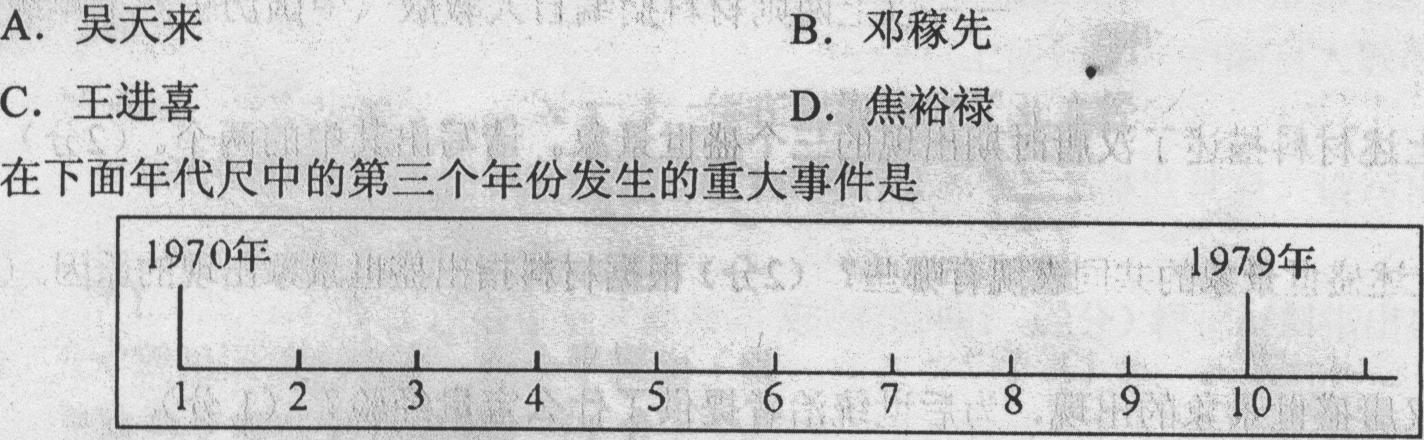 A. 吴天来 B. 邓稼先
C. 王进喜 D. 焦裕禄
在下面年代尺中的第三个年份发生的重大事件是
1970年 1979年
1 2 3 4 5 6 7 8 9 10